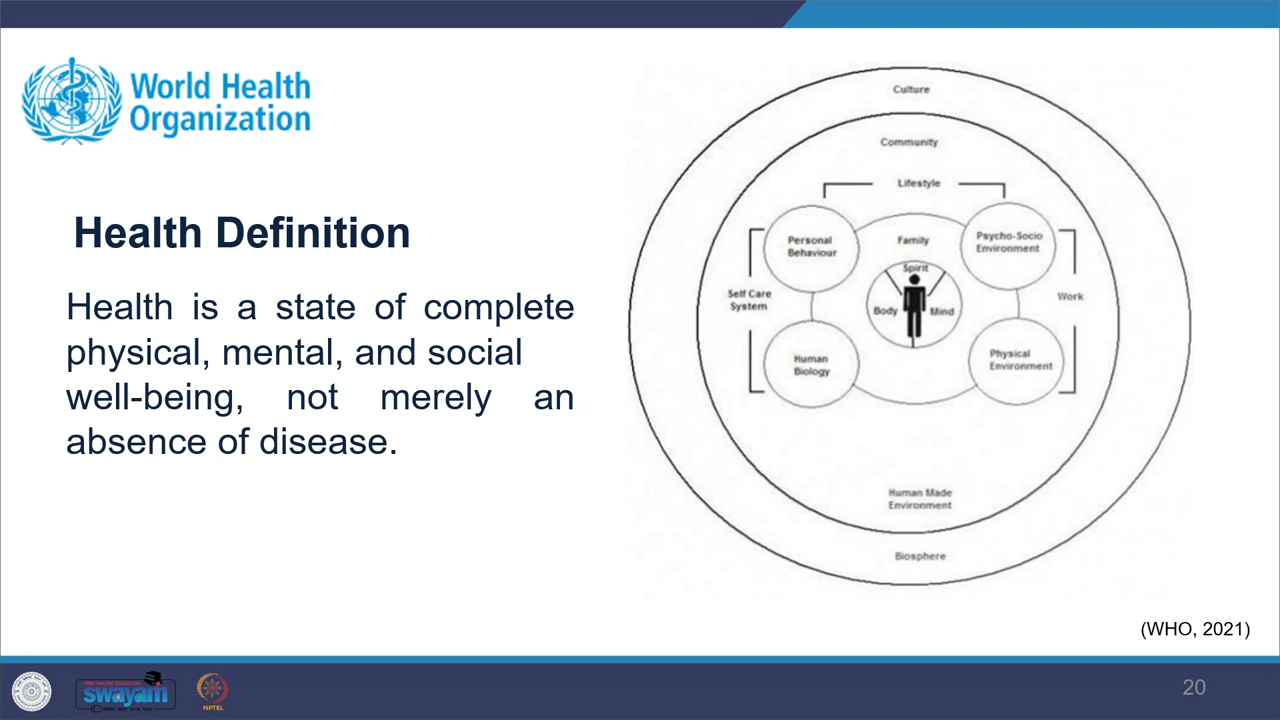 World Health
Organization
Health Definition
Health is a state of complete
physical, mental, and social
well-being, not merely an
absence of disease.
Culture
Community
Lifestyle
Personal
Behaviour
Family
Psycho-Socio
Environment
Spirit
Self Care
System
Body
Mind
Work
Human
Biology
Physical
Environment
Human Made
Environment
Biosphere
(WHO, 2021)
swayam
NPTEL
20